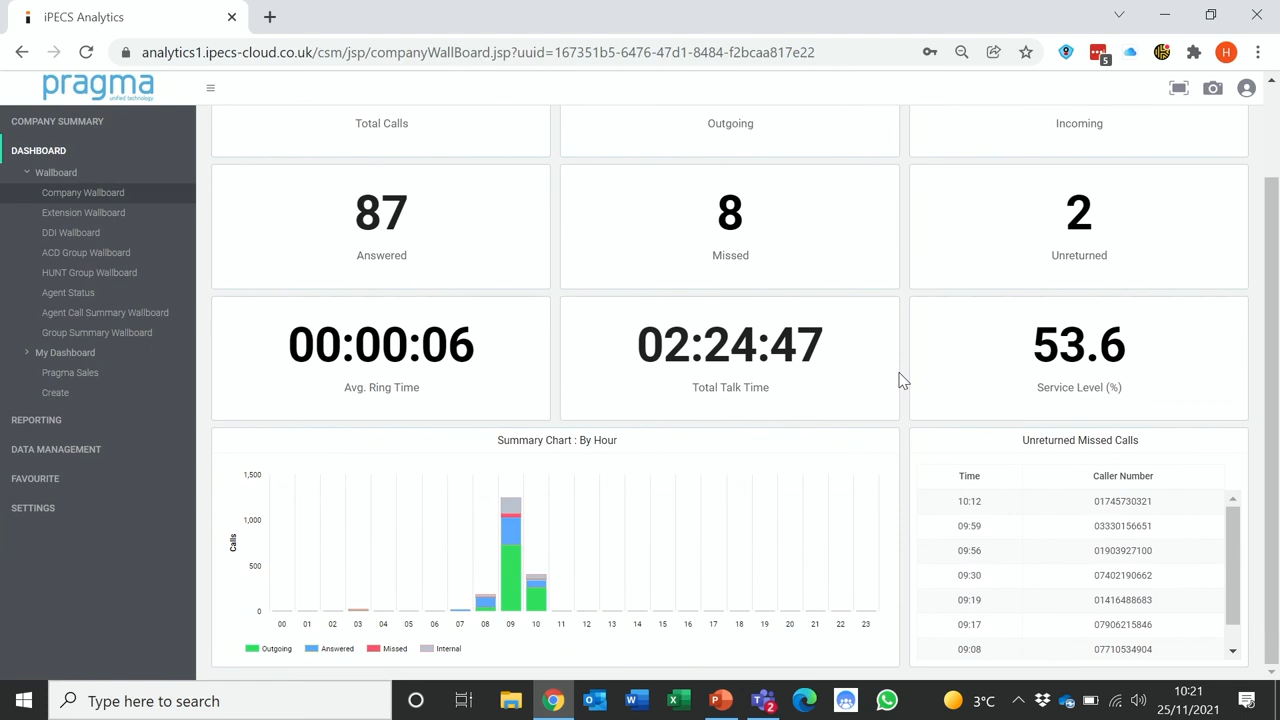 iPECS Analytics
analytics1.ipecs-cloud.co.uk/csm/jsp/companyWallBoard.jsp?uuid=167351b5-6476-47d1-8484-f2bcaa817e22
5
H
pragma
unified technology
COMPANY SUMMARY
DASHBOARD
Wallboard
Company Wallboard
Extension Wallboard
DDI Wallboard
ACD Group Wallboard
HUNT Group Wallboard
Agent Status
Agent Call Summary Wallboard
Group Summary Wallboard
My Dashboard
Pragma Sales
Create
REPORTING
DATA MANAGEMENT
FAVOURITE
SETTINGS
Total Calls
Outgoing
Incoming
87
Answered
8
Missed
2
Unreturned
00:00:06
Avg. Ring Time
02:24:47
Total Talk Time
53.6
Service Level (%)
Summary Chart : By Hour
1,500
1,000
500
0
Calls
00 01 02 03 04 05 06 07 08 09 10 11 12 13 14 15 16 17 18 19 20 21 22 23
Outgoing Answered Missed Internal
Unreturned Missed Calls
Time Caller Number
10:12 01745730321
09:59 03330156651
09:56 01903927100
09:30 07402190662
09:19 01416488683
09:17 07906215846
09:08 07710534904
Type here to search
2
3°C
10:21
25/11/2021